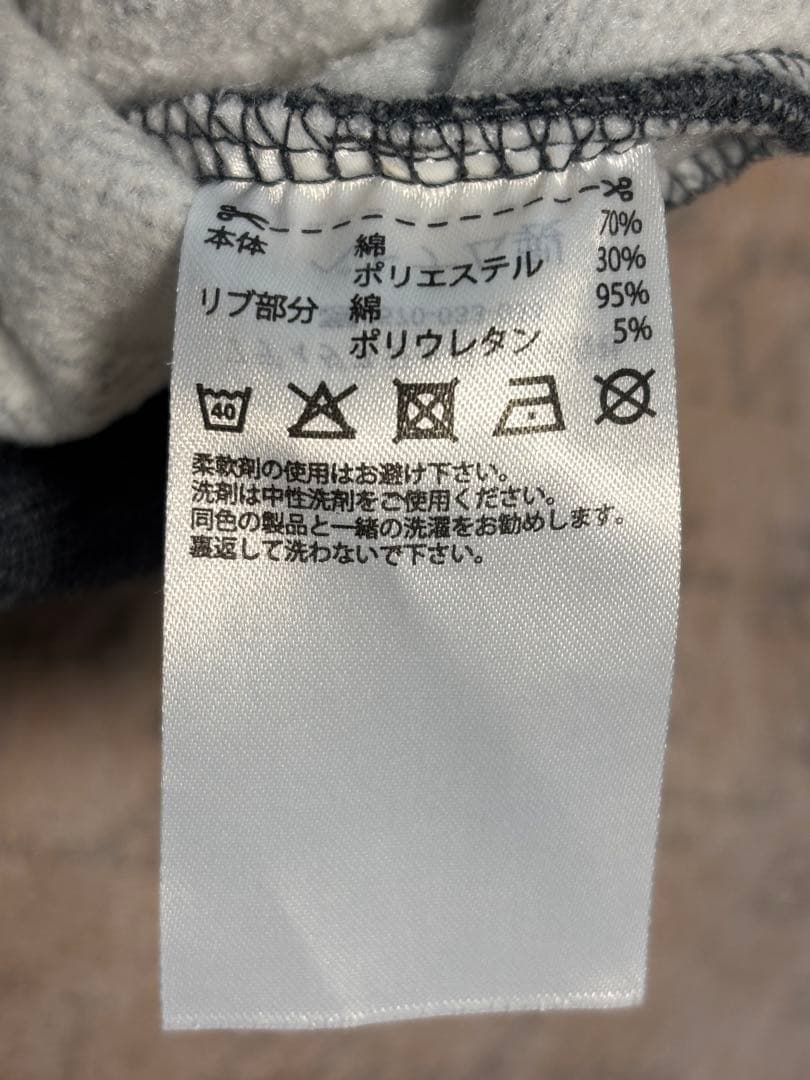 本体 綿 70%
ポリエステル 30%
リブ部分 綿 95%
ポリウレタン 5%
40
柔軟剤の使用はお避け下さい。
洗剤は中性洗剤をご使用ください。
同色の製品と一緒の洗濯をお勧めします。
裏返して洗わないで下さい。